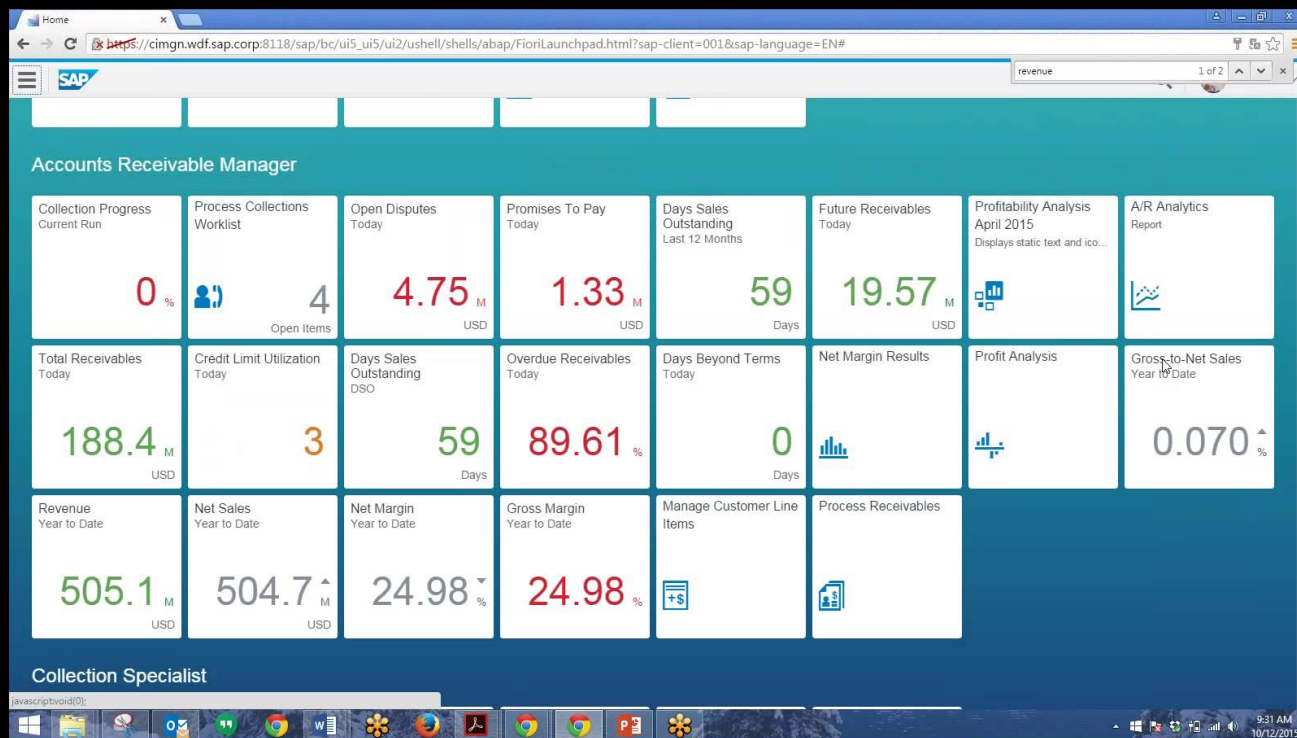 Home
https://cimgn.wdf.sap.corp:8118/sap/bc/ui5_ui5/ui2/ushell/shells/abap/FioriLaunchpad.html?sap-client=001&sap-language=EN#
SAP
revenue
1 of 2
Accounts Receivable Manager
Collection Progress
Current Run
0 %
Process Collections
Worklist
4
Open Items
Open Disputes
Today
4.75 M
USD
Promises To Pay
Today
1.33 M
USD
Days Sales
Outstanding
Last 12 Months
59
Days
Future Receivables
Today
19.57 M
USD
Profitability Analysis
April 2015
Displays static text and ico...
A/R Analytics
Report
Total Receivables
Today
188.4 M
USD
Credit Limit Utilization
Today
3
Days Sales
Outstanding
DSO
59
Days
Overdue Receivables
Today
89.61 %
Days Beyond Terms
Today
0
Days
Net Margin Results
Profit Analysis
Gross-to-Net Sales
Year to Date
0.070 %
Revenue
Year to Date
505.1 M
USD
Net Sales
Year to Date
504.7 M
USD
Net Margin
Year to Date
24.98 %
Gross Margin
Year to Date
24.98 %
Manage Customer Line
Items
+$
Process Receivables
$
Collection Specialist
javascript:void(0);
9:31 AM
10/12/2015